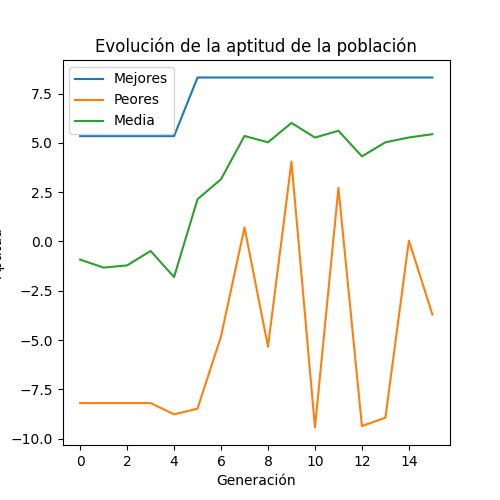 Evolución de la aptitud de la población
Mejores
Peores
Media
7.5
5.0
2.5
0.0
−2.5
−5.0
−7.5
−10.0
0 2 4 6 8 10 12 14
Generación